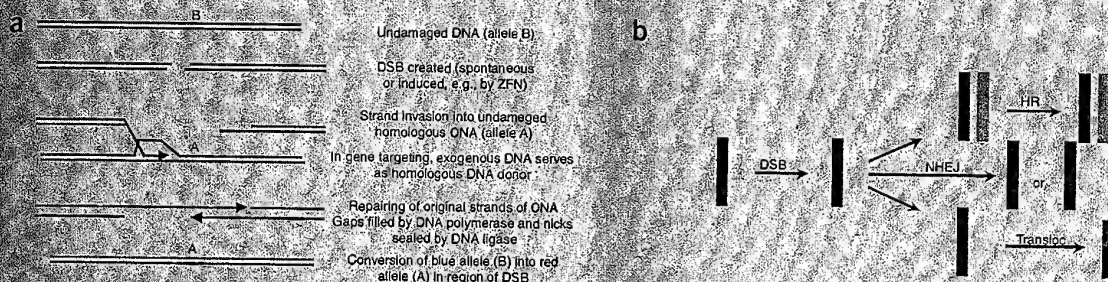 a
B
Undamaged DNA (allele B)
DSB created (spontaneous
or induced, e.g., by ZFN)
Strand Invasion into undamaged
homologous ONA (allele A)
A
In gene targeting, exogenous DNA serves
as homologous DNA donor
Repairing of original strands of ONA
Gaps filled by DNA polymerase and nicks
sealed by DNA ligase
A
Conversion of blue allele (B) into red
allele (A) in region of DSB
b
DSB
HR
NHEJ
or
Transloc